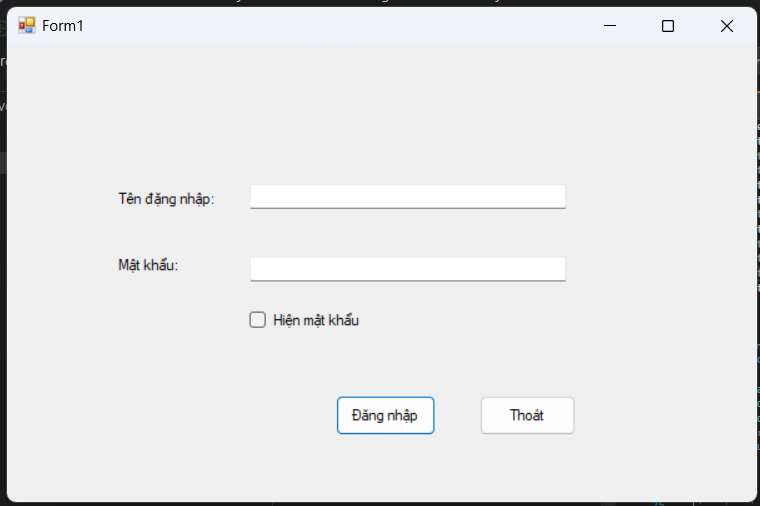 Form1
Tên đặng nhập:
Mật khẩu:
Hiện mật khẩu
Đăng nhập
Thoát